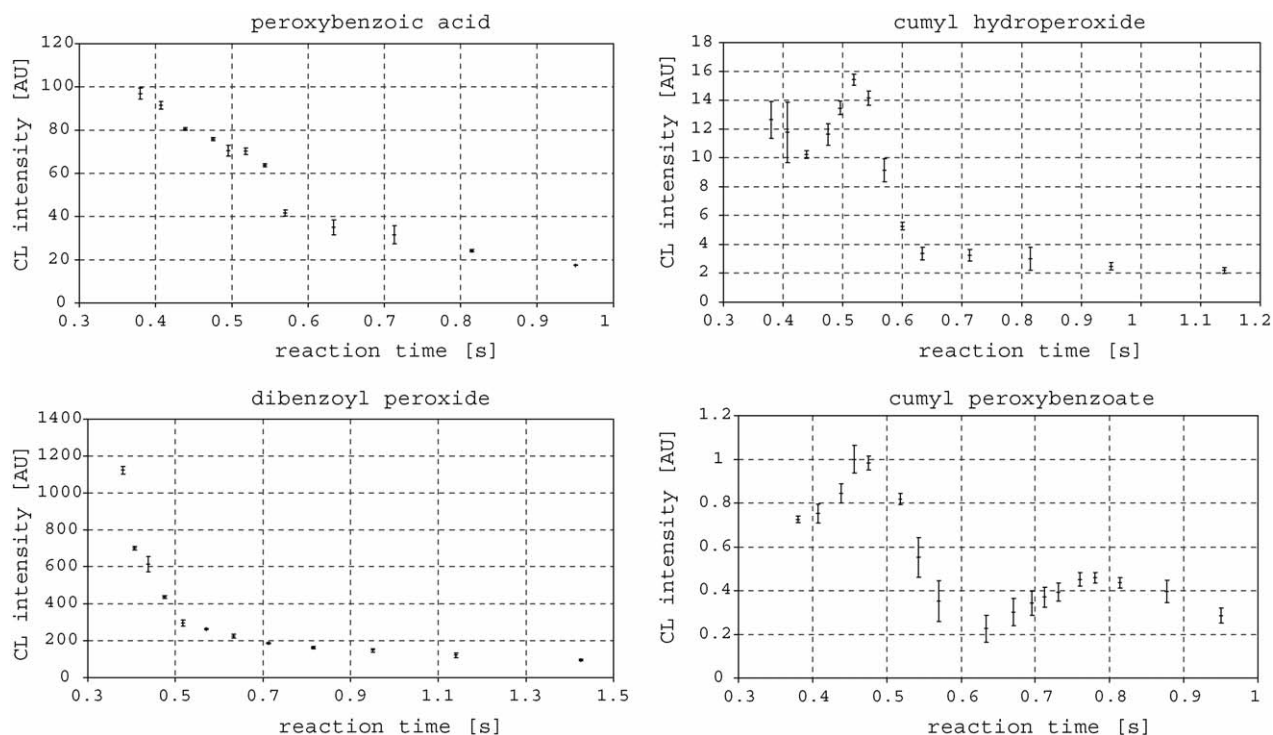 peroxybenzoic acid
CL intensity [AU]
120
100
80
60
40
20
0
0.3 0.4 0.5 0.6 0.7 0.8 0.9 1
reaction time [s]
cumyl hydroperoxide
CL intensity [AU]
18
16
14
12
10
8
6
4
2
0
0.3 0.4 0.5 0.6 0.7 0.8 0.9 1 1.1 1.2
reaction time [s]
dibenzoyl peroxide
CL intensity [AU]
1400
1200
1000
800
600
400
200
0
0.3 0.5 0.7 0.9 1.1 1.3 1.5
reaction time [s]
cumyl peroxybenzoate
CL intensity [AU]
1.2
1
0.8
0.6
0.4
0.2
0
0.3 0.4 0.5 0.6 0.7 0.8 0.9 1
reaction time [s]